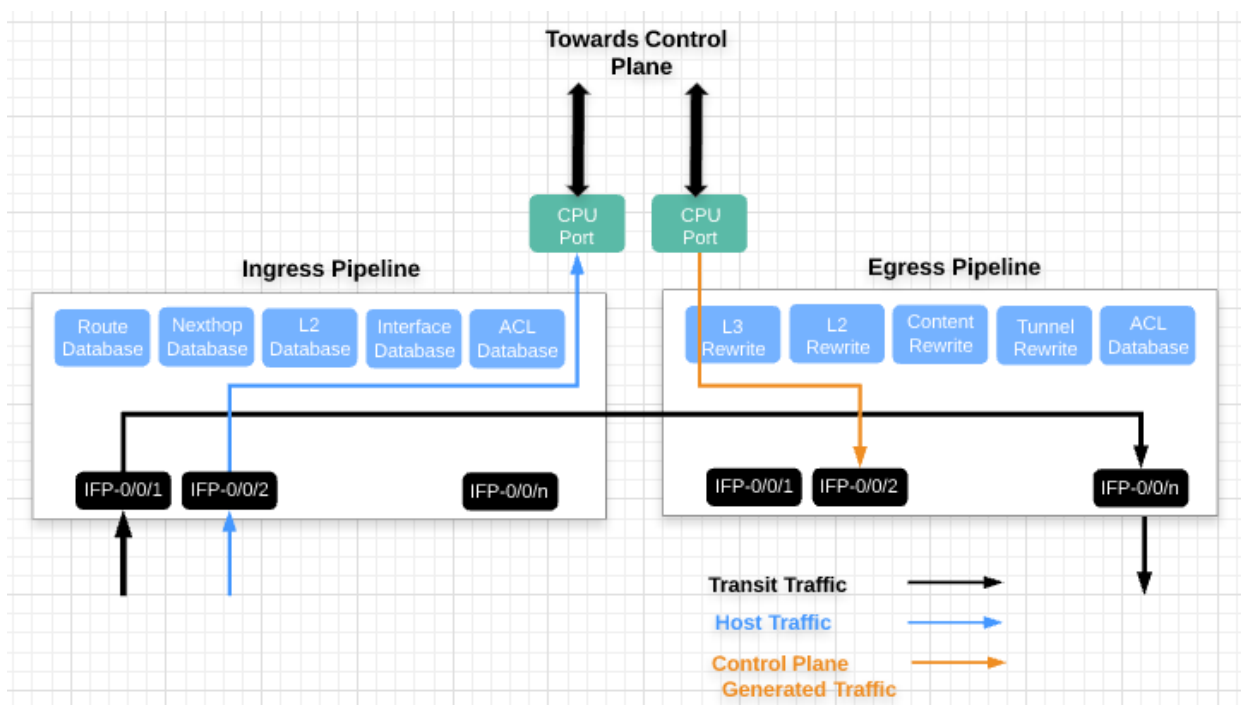 Towards Control
Plane
CPU
Port
CPU
Port
Ingress Pipeline
Egress Pipeline
Route
Database
Nexthop
Database
L2
Database
Interface
Database
ACL
Database
L3
Rewrite
L2
Rewrite
Content
Rewrite
Tunnel
Rewrite
ACL
Database
IFP-0/0/1
IFP-0/0/2
IFP-0/0/n
IFP-0/0/1
IFP-0/0/2
IFP-0/0/n
Transit Traffic
Host Traffic
Control Plane
Generated Traffic